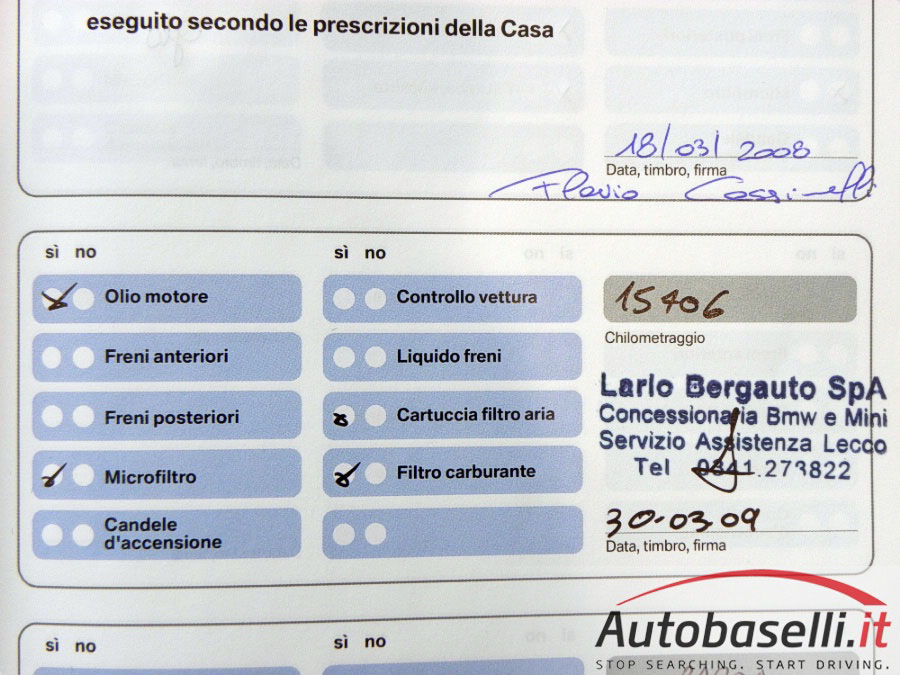 eseguito secondo le prescrizioni della Casa
18/03/2008
Data, timbro, firma
Flavio Cassinelli
sì no
Olio motore
Freni anteriori
Freni posteriori
Microfiltro
Candele
d'accensione
sì no
Controllo vettura
Liquido freni
Cartuccia filtro aria
Filtro carburante
15406
Chilometraggio
Lario Bergauto SpA
Concessionaria Bmw e Mini
Servizio Assistenza Lecco
Tel 0341.273822
30-03-09
Data, timbro, firma
sì no
sì no
Autobaselli.it
STOP SEARCHING. START DRIVING.